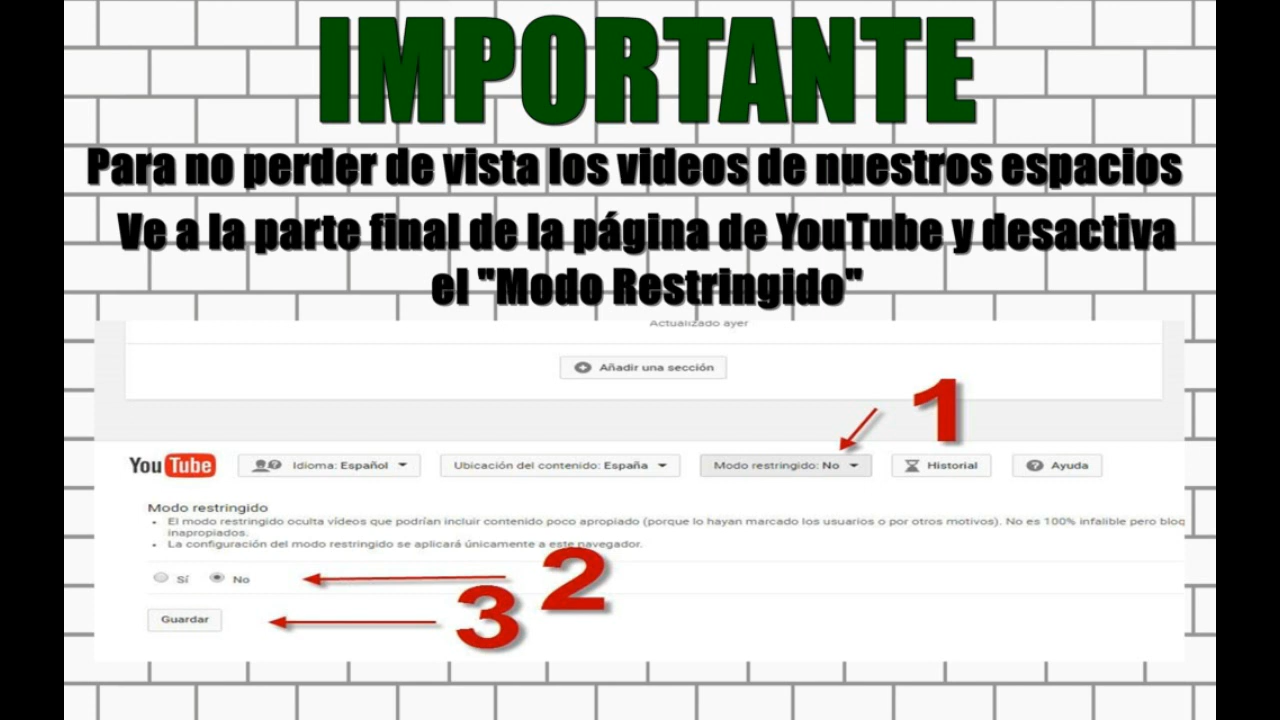 IMPORTANTE
Para no perder de vista los videos de nuestros espacios
Ve a la parte final de la página de YouTube y desactiva
el "Modo Restringido"
Actualizado ayer
Añadir una sección
1
YouTube Idioma: Español Ubicación del contenido: España Modo restringido: No Historial Ayuda
Modo restringido
El modo restringido oculta vídeos que podrían incluir contenido poco apropiado (porque lo hayan marcado los usuarios o por otros motivos). No es 100% infalible pero bloq
inapropiados.
La configuración del modo restringido se aplicará únicamente a este navegador.
Sí No
2
Guardar
3